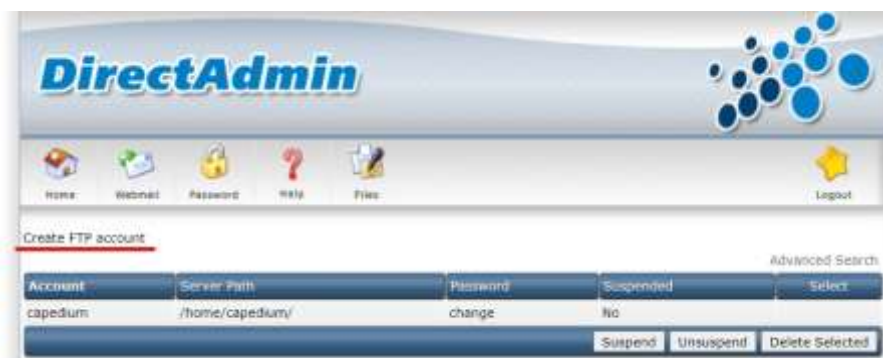 DirectAdmin
Home Webmail Password Help Files Logout
Create FTP account
Advanced Search
Account Server Path Password Suspended Select
capedium /home/capedium/ change No
Suspend Unsuspend Delete Selected